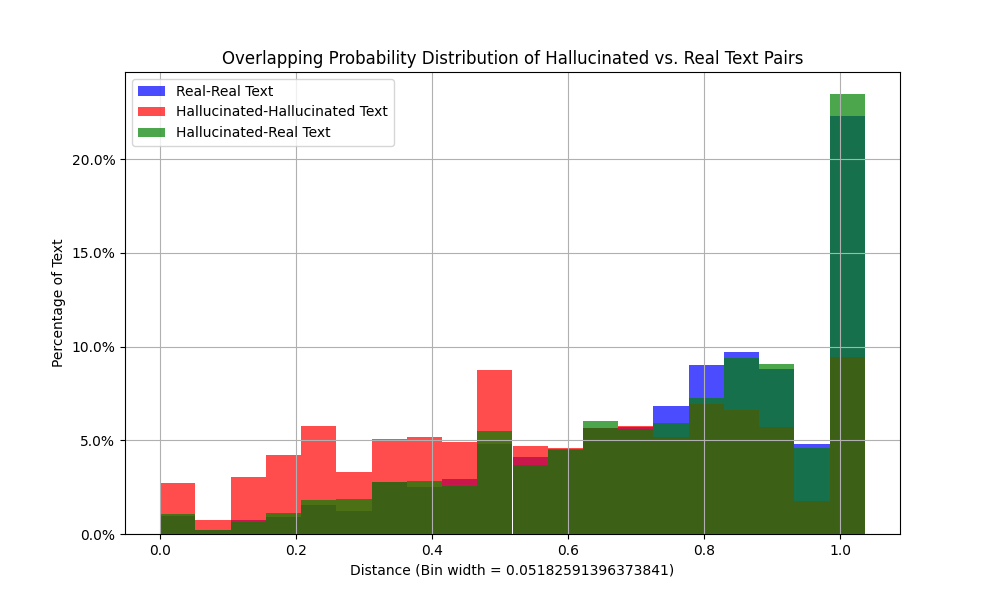 Overlapping Probability Distribution of Hallucinated vs. Real Text Pairs
Real-Real Text
Hallucinated-Hallucinated Text
Hallucinated-Real Text
Percentage of Text
20.0%
15.0%
10.0%
5.0%
0.0%
0.0 0.2 0.4 0.6 0.8 1.0
Distance (Bin width = 0.05182591396373841)